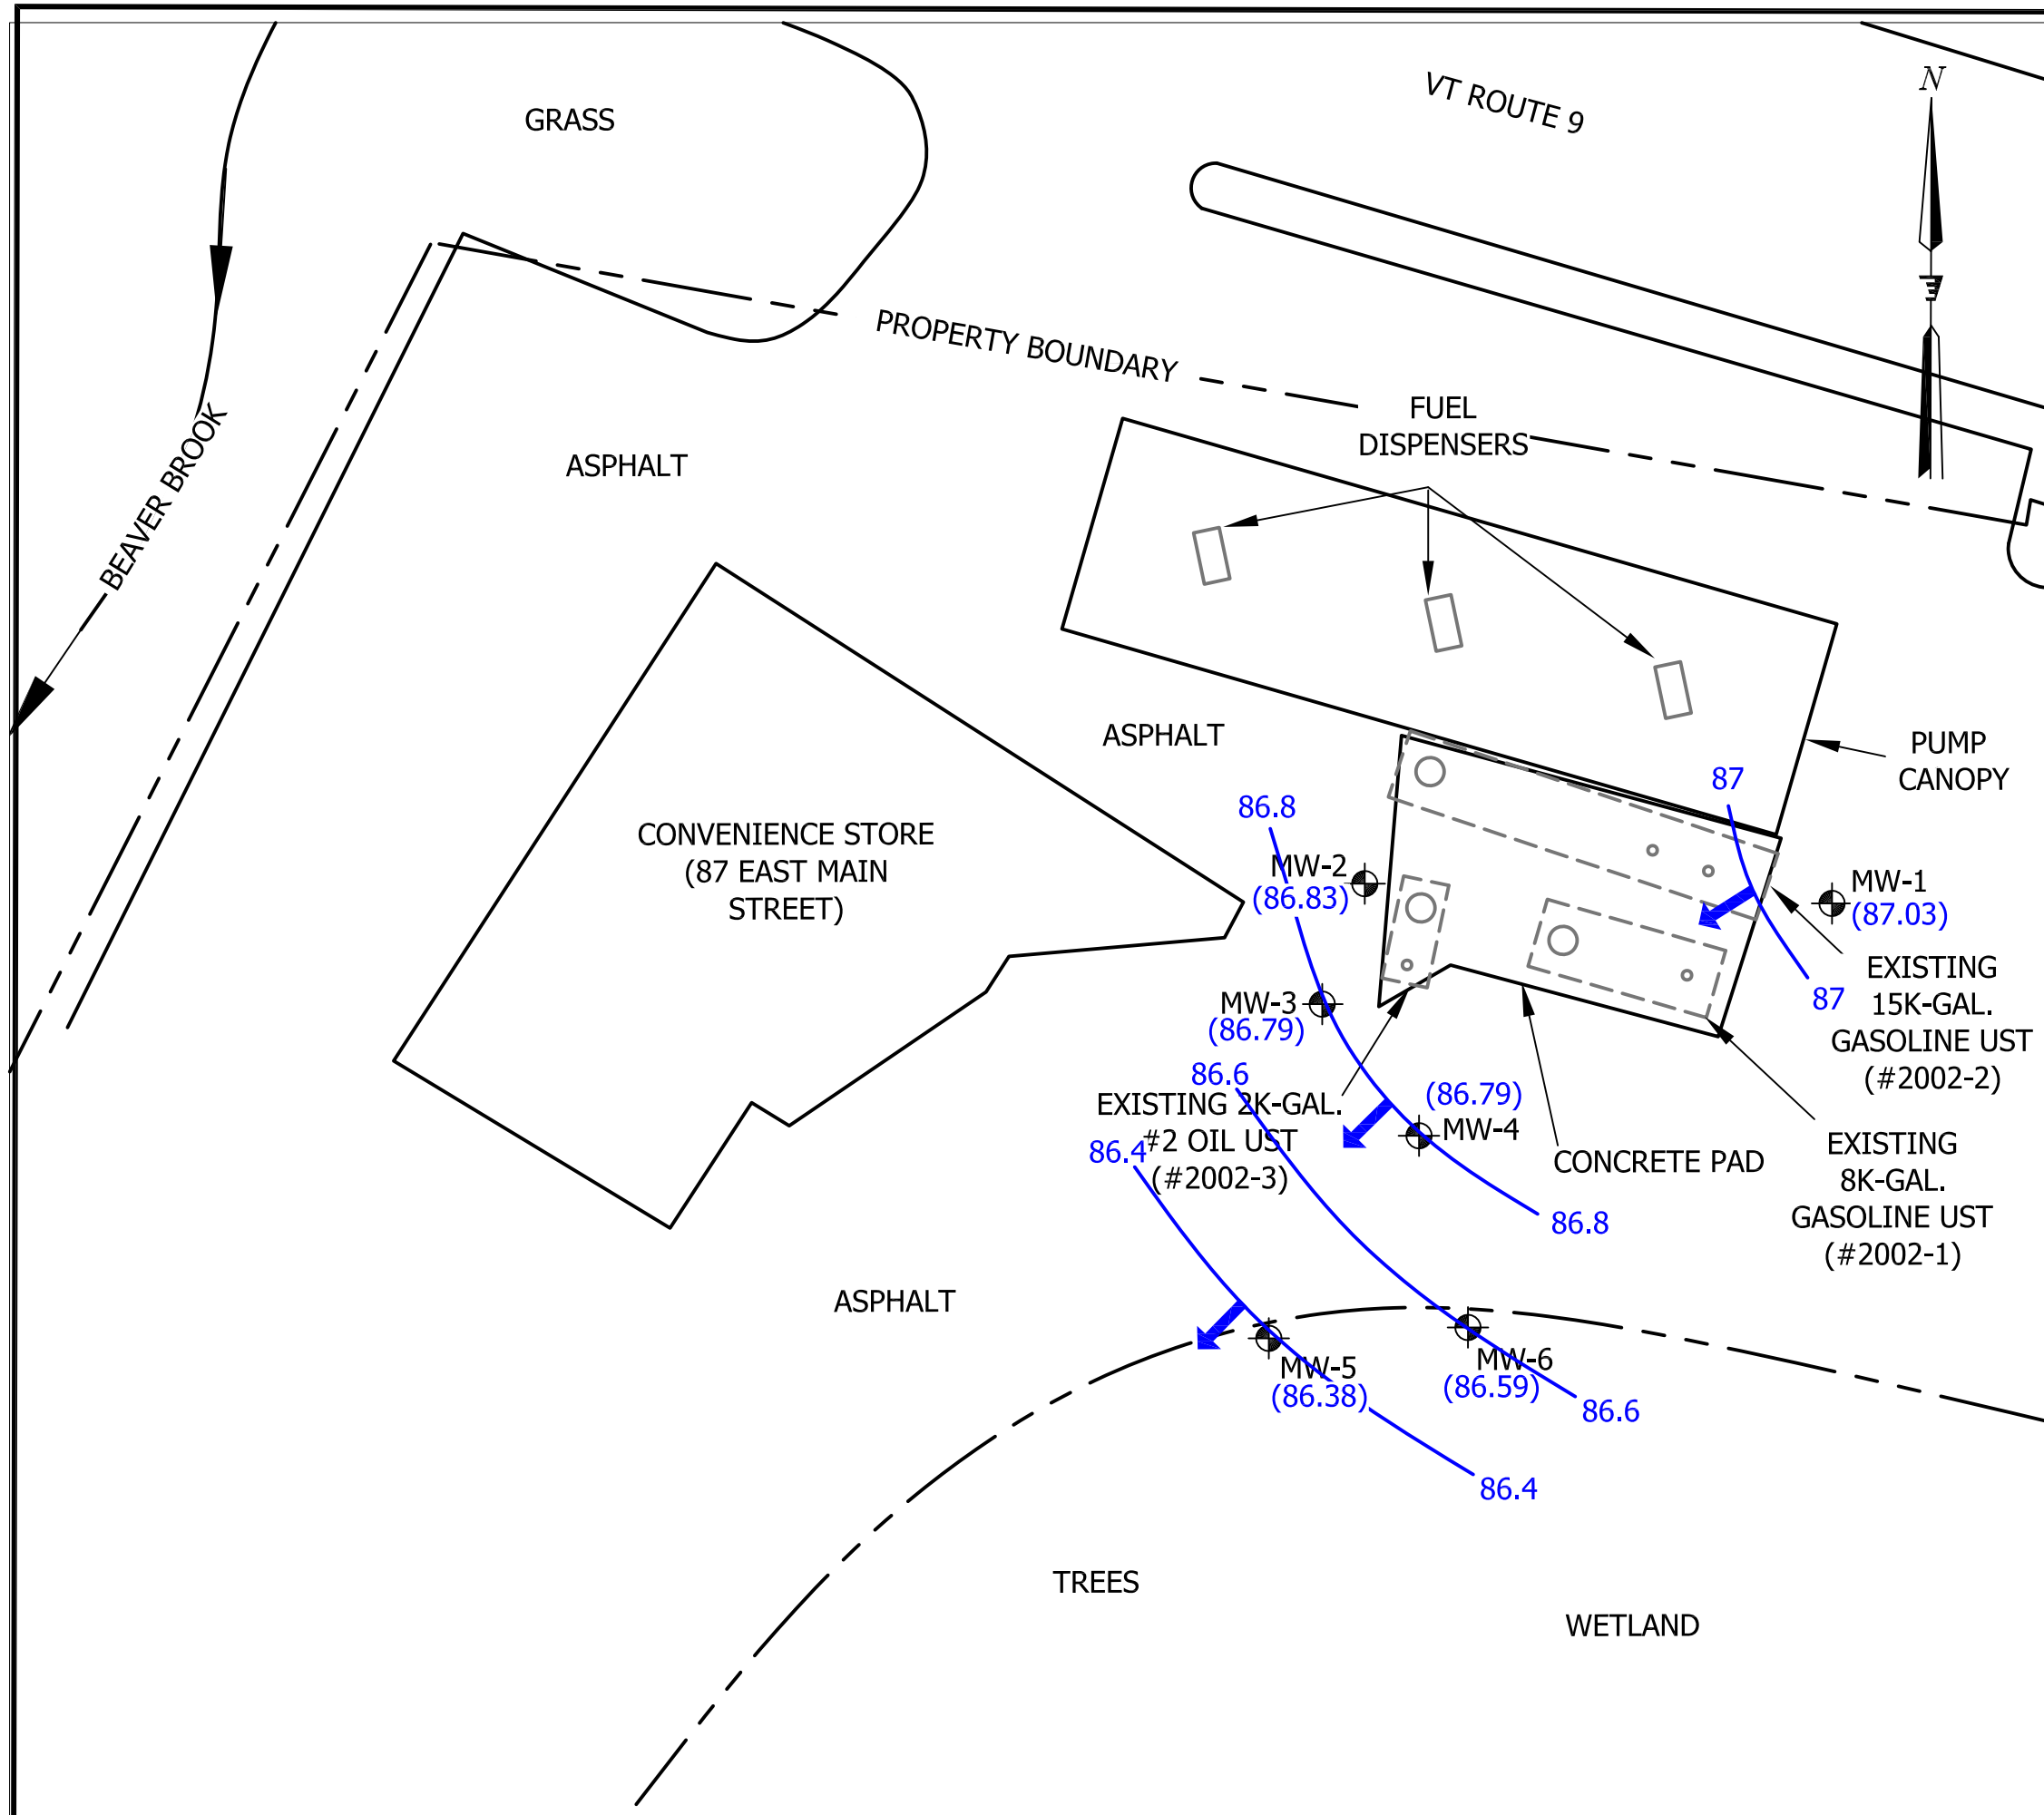 N
VT ROUTE 9
GRASS
PROPERTY BOUNDARY
FUEL
DISPENSERS
ASPHALT
BEAVER BROOK
ASPHALT
PUMP
CANOPY
87
86.8
CONVENIENCE STORE
(87 EAST MAIN
STREET)
MW-2
(86.83)
MW-1
(87.03)
EXISTING
15K-GAL.
GASOLINE UST
(#2002-2)
87
MW-3
(86.79)
86.6
EXISTING 2K-GAL.
#2 OIL UST
(#2002-3)
86.4
(86.79)
MW-4
CONCRETE PAD
EXISTING
8K-GAL.
GASOLINE UST
(#2002-1)
86.8
ASPHALT
MW-5
(86.38)
MW-6
(86.59)
86.6
86.4
TREES
WETLAND